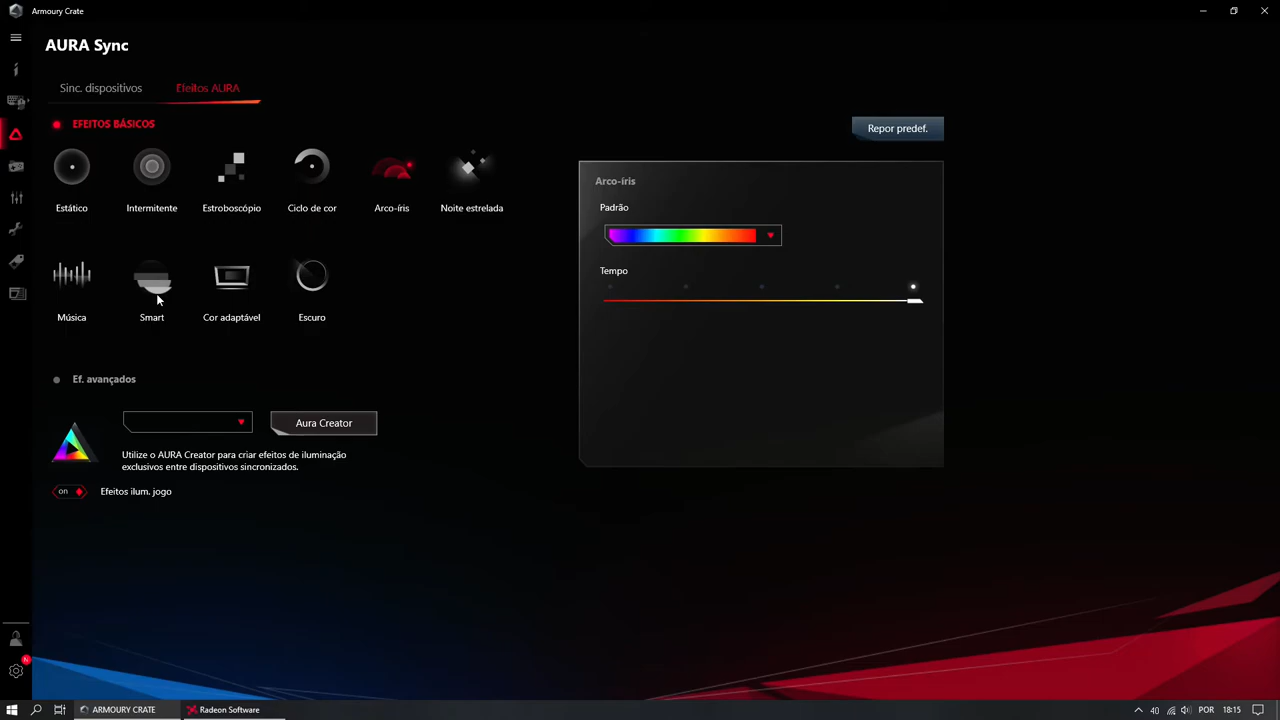 Armoury Crate
AURA Sync
Sinc. dispositivos
Efeitos AURA
EFEITOS BÁSICOS
Repor predef.
Estático
Intermitente
Estroboscópio
Ciclo de cor
Arco-íris
Noite estrelada
Arco-íris
Padrão
Tempo
Música
Smart
Cor adaptável
Escuro
Ef. avançados
Aura Creator
Utilize o AURA Creator para criar efeitos de iluminação
exclusivos entre dispositivos sincronizados.
on
Efeitos ilum. jogo
N
ARMOURY CRATE
Radeon Software
40
POR
18:15